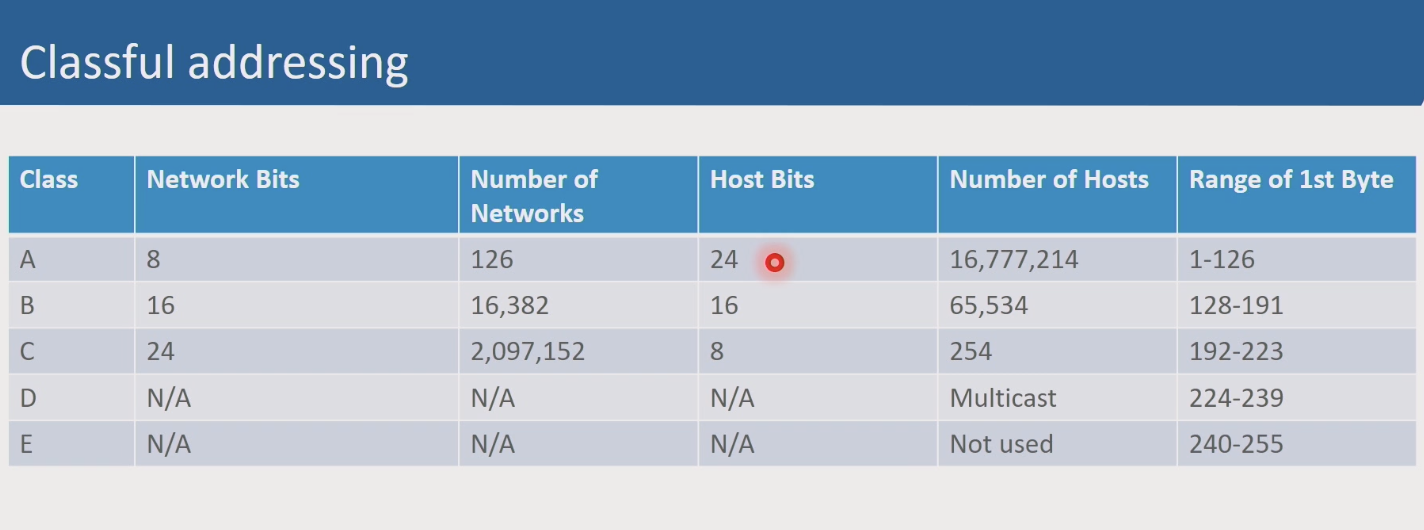 Classful addressing
Class Network Bits Number of Networks Host Bits Number of Hosts Range of 1st Byte
A 8 126 24 16,777,214 1-126
B 16 16,382 16 65,534 128-191
C 24 2,097,152 8 254 192-223
D N/A N/A N/A Multicast 224-239
E N/A N/A N/A Not used 240-255